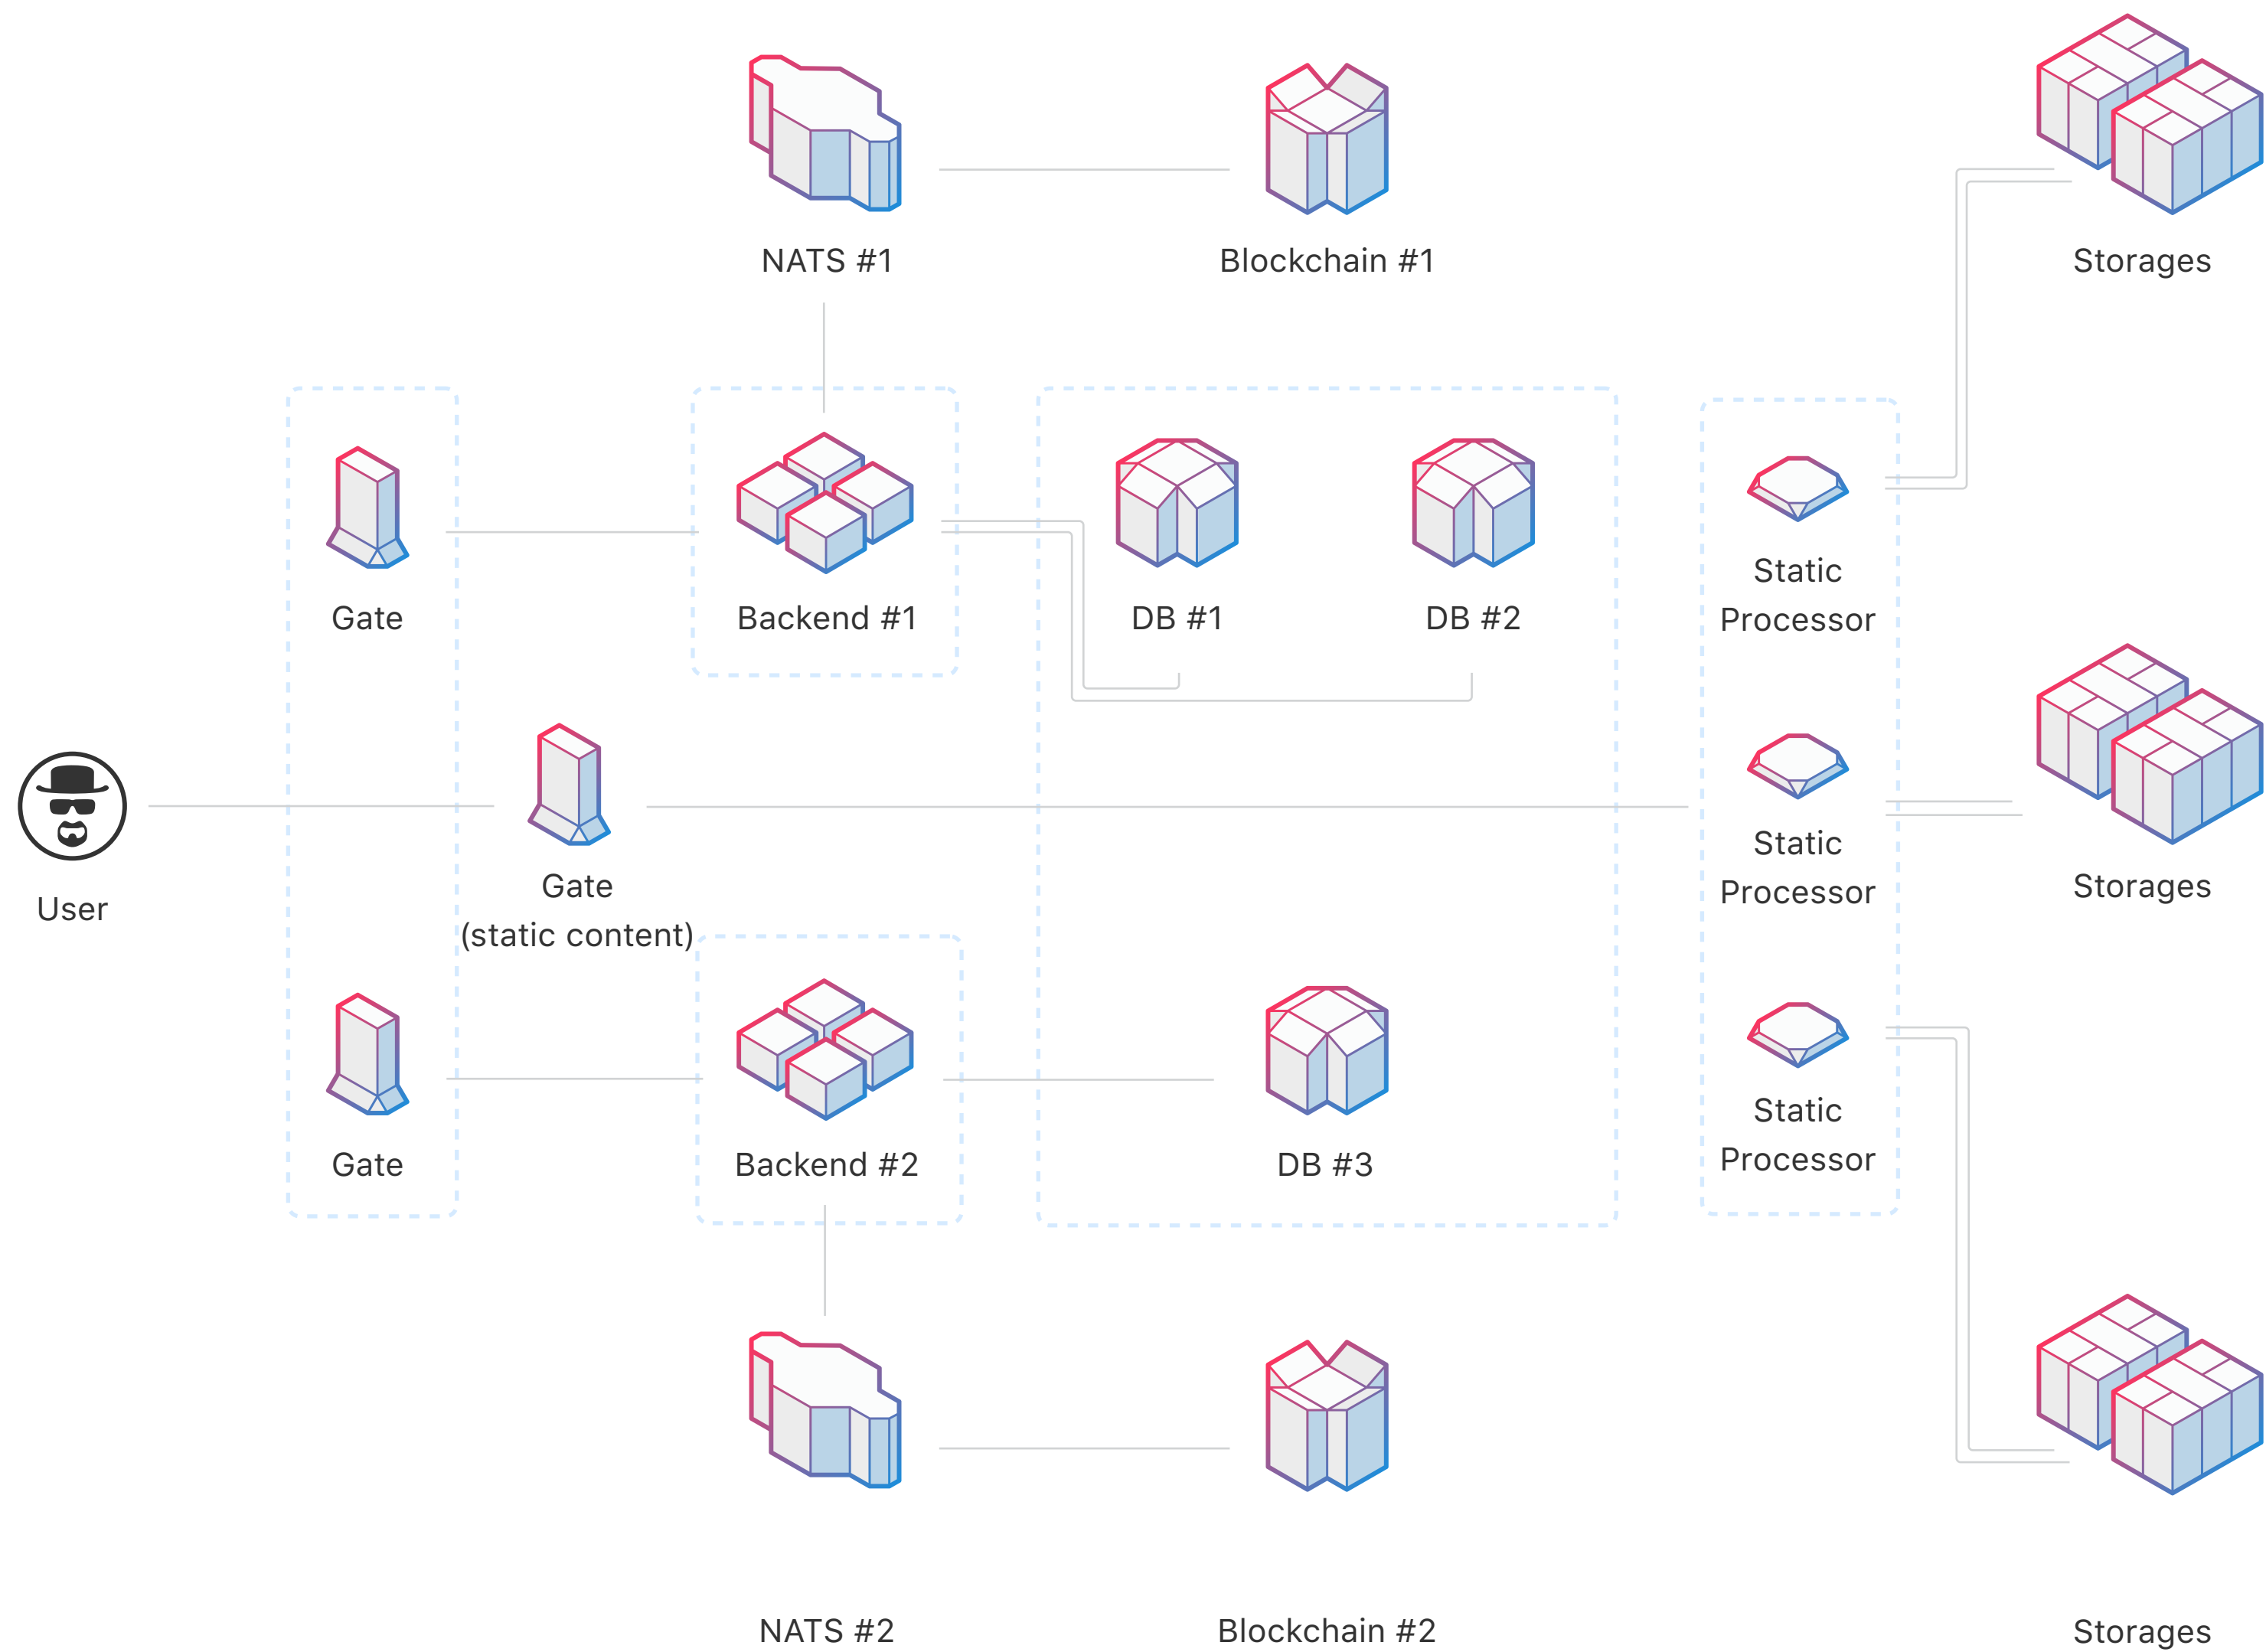 NATS #1
Blockchain #1
Storages
Gate
Backend #1
DB #1
DB #2
Static
Processor
User
Gate
(static content)
Static
Processor
Storages
Gate
Backend #2
DB #3
Static
Processor
NATS #2
Blockchain #2
Storages